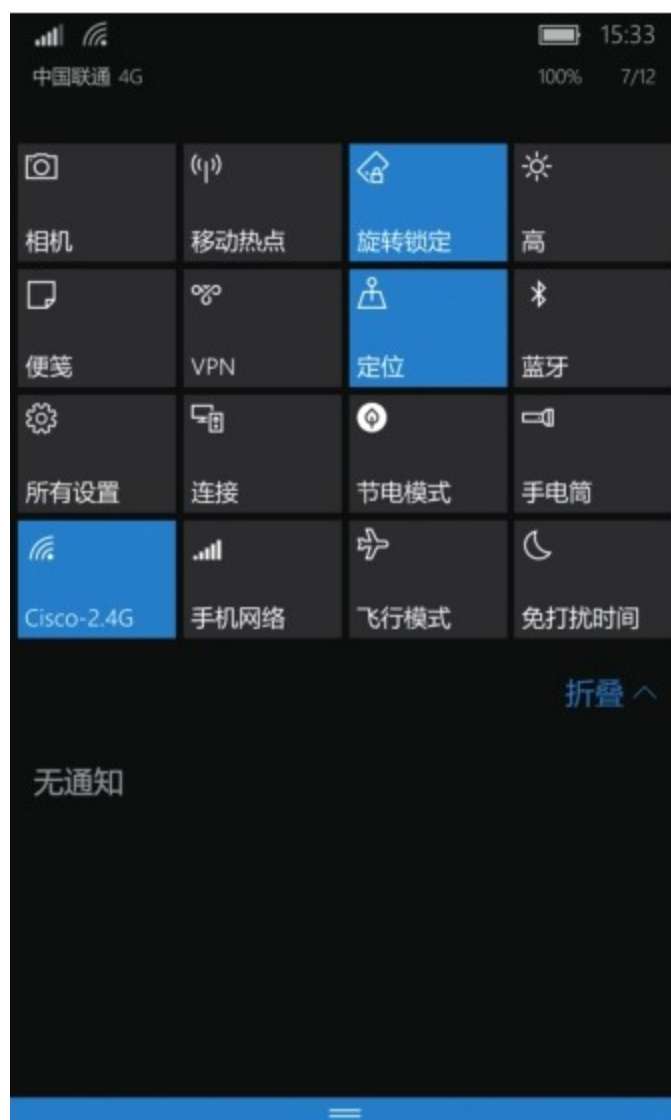 15:33
中国联通 4G 100% 7/12
相机 移动热点 旋转锁定 高
便笺 VPN 定位 蓝牙
所有设置 连接 节电模式 手电筒
Cisco-2.4G 手机网络 飞行模式 免打扰时间
折叠
无通知